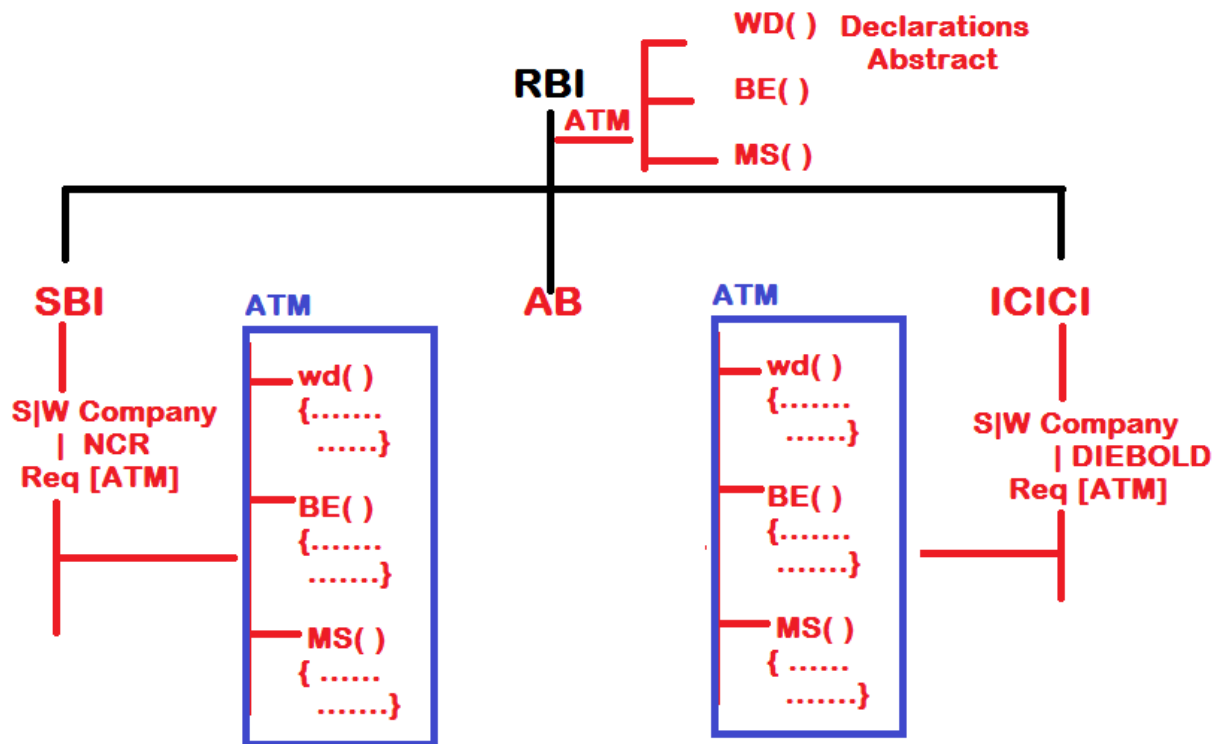 WD( ) Declarations
Abstract
RBI
BE( )
ATM
MS( )
SBI
ATM
AB
ATM
ICICI
S|W Company
| NCR
Req [ATM]
wd( )
{.......
......}
BE( )
{.......
.......}
MS( )
{ ......
.......}
wd( )
{.......
......}
BE( )
{.......
.......}
MS( )
{ ......
.......}
S|W Company
| DIEBOLD
Req [ATM]